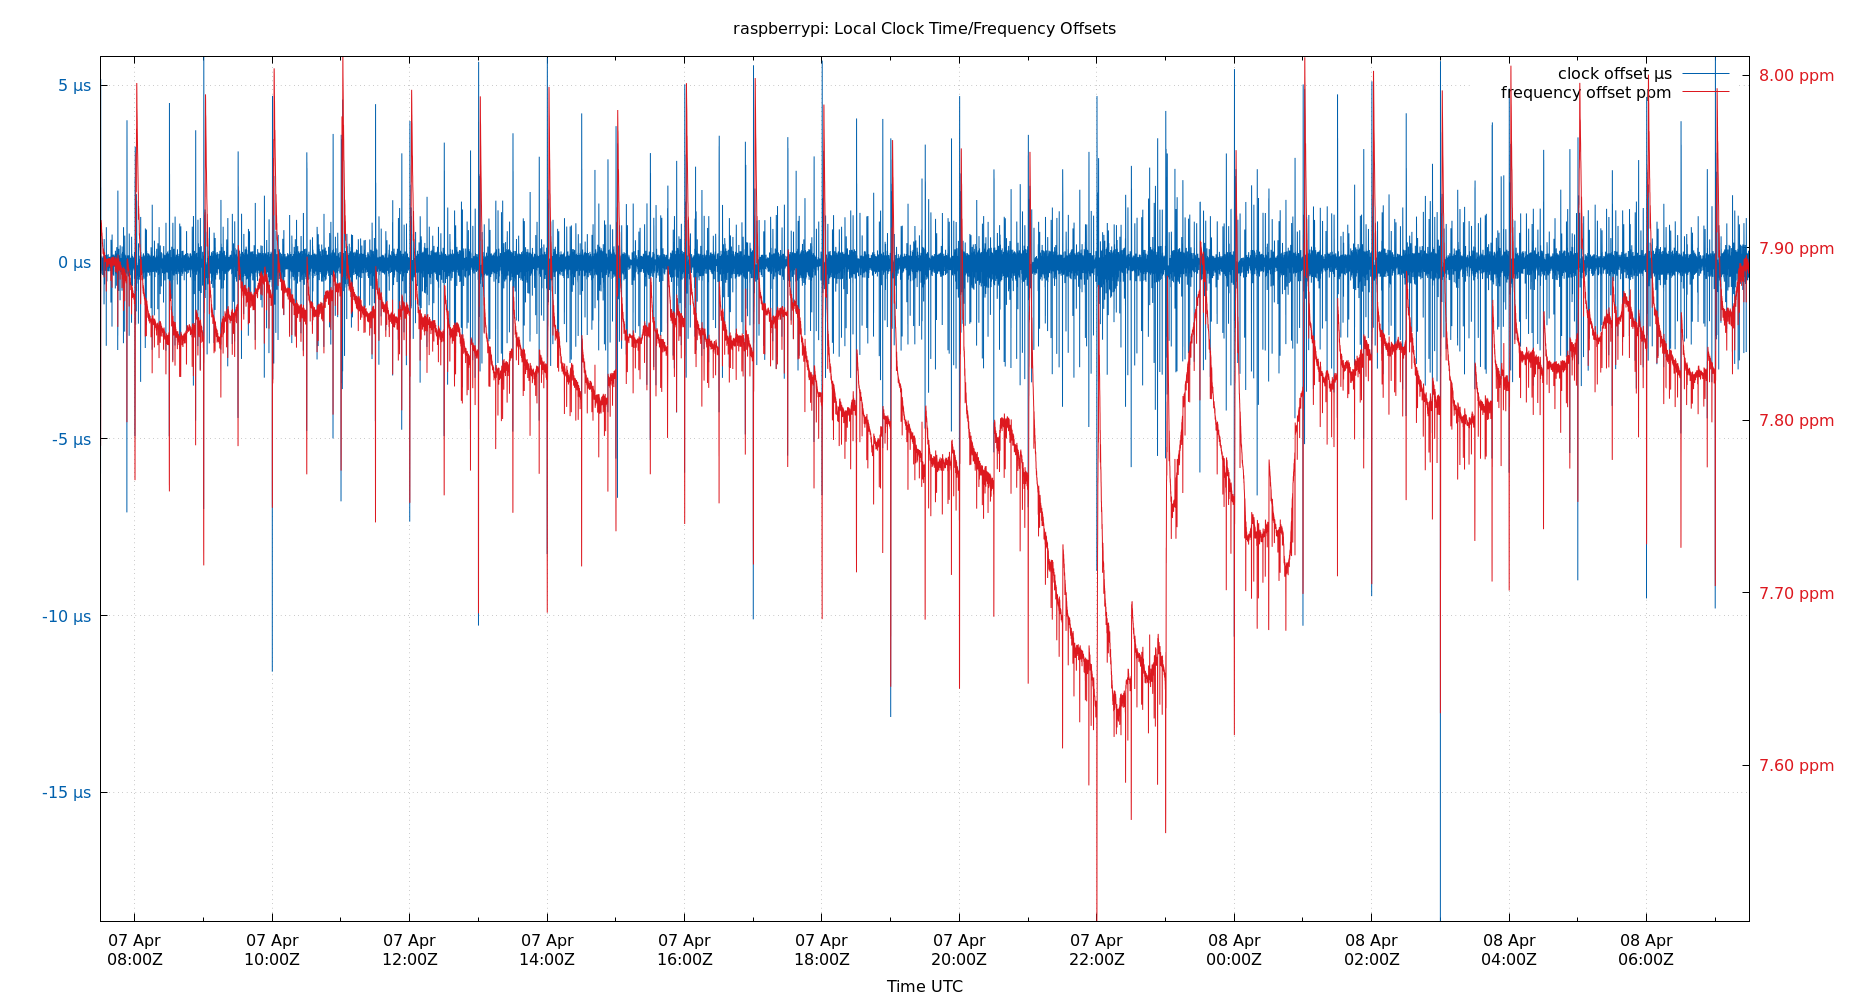 raspberrypi: Local Clock Time/Frequency Offsets
clock offset µs
frequency offset ppm
5 µs
0 µs
-5 µs
-10 µs
-15 µs
8.00 ppm
7.90 ppm
7.80 ppm
7.70 ppm
7.60 ppm
07 Apr 07 Apr 07 Apr 07 Apr 07 Apr 07 Apr 07 Apr 07 Apr 08 Apr 08 Apr 08 Apr 08 Apr
08:00Z 10:00Z 12:00Z 14:00Z 16:00Z 18:00Z 20:00Z 22:00Z 00:00Z 02:00Z 04:00Z 06:00Z
Time UTC